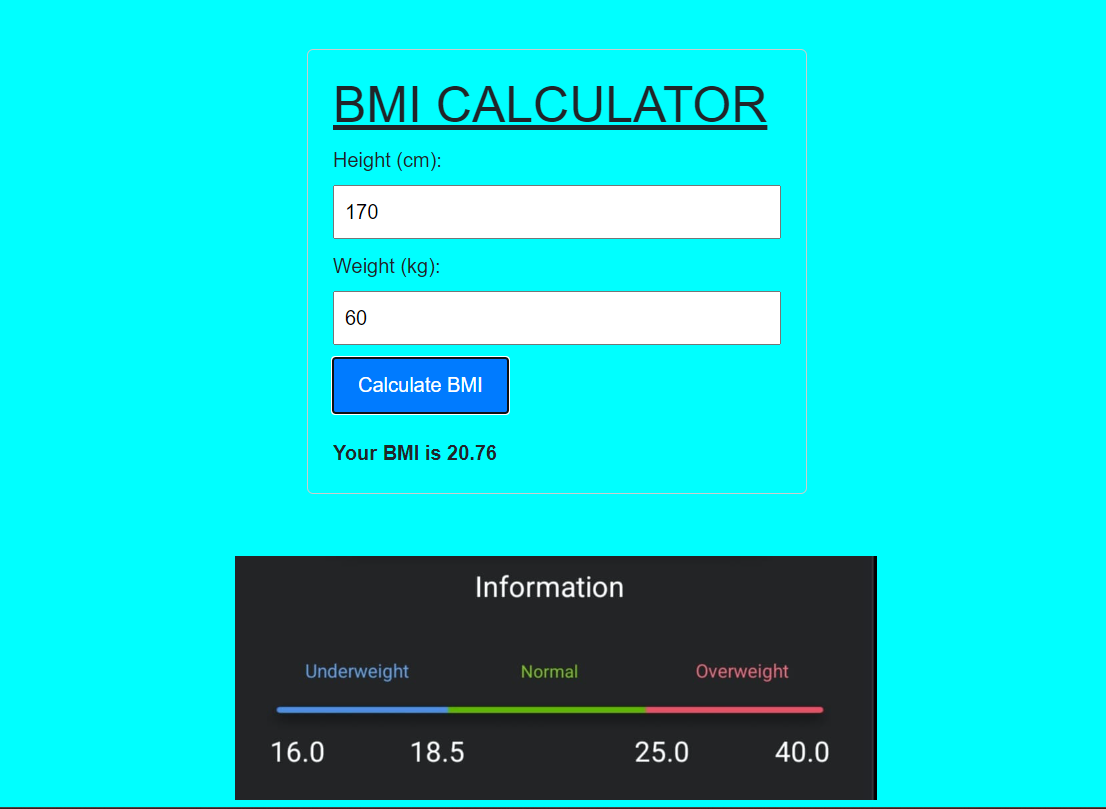 BMI CALCULATOR
Height (cm):
170
Weight (kg):
60
Calculate BMI
Your BMI is 20.76
Information
Underweight Normal Overweight
16.0 18.5 25.0 40.0